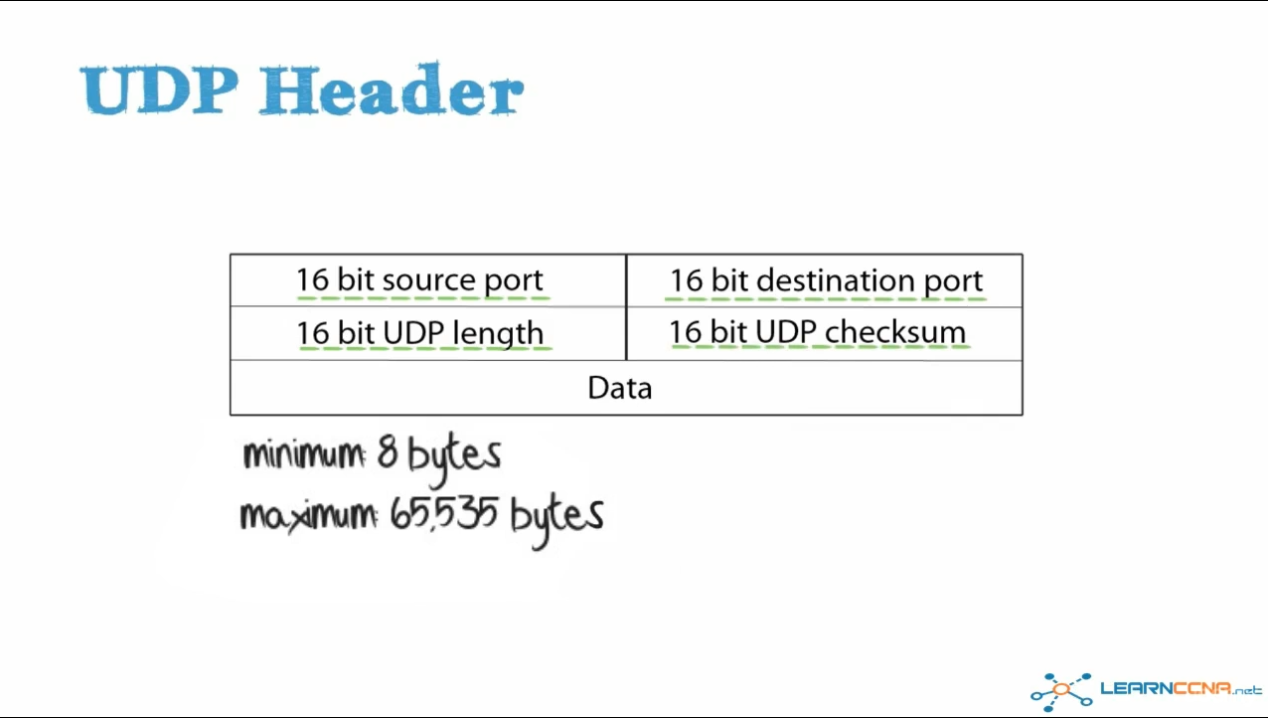 UDP Header
16 bit source port
16 bit destination port
16 bit UDP length
16 bit UDP checksum
Data
minimum: 8 bytes
maximum: 65,535 bytes
LEARNCCNA.net